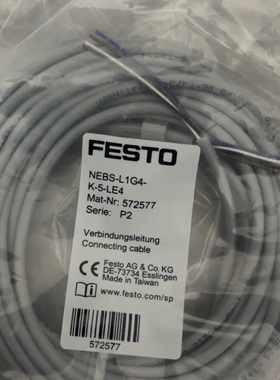 FESTO
NEBS-L1G4-
K-5-LE4
Mat-Nr: 572577
Serie: P2
Verbindungsleitung
Connecting cable
CE Festo AG & Co. KG
DE-73734 Esslingen
Made in Taiwan
www.festo.com/sp
572577